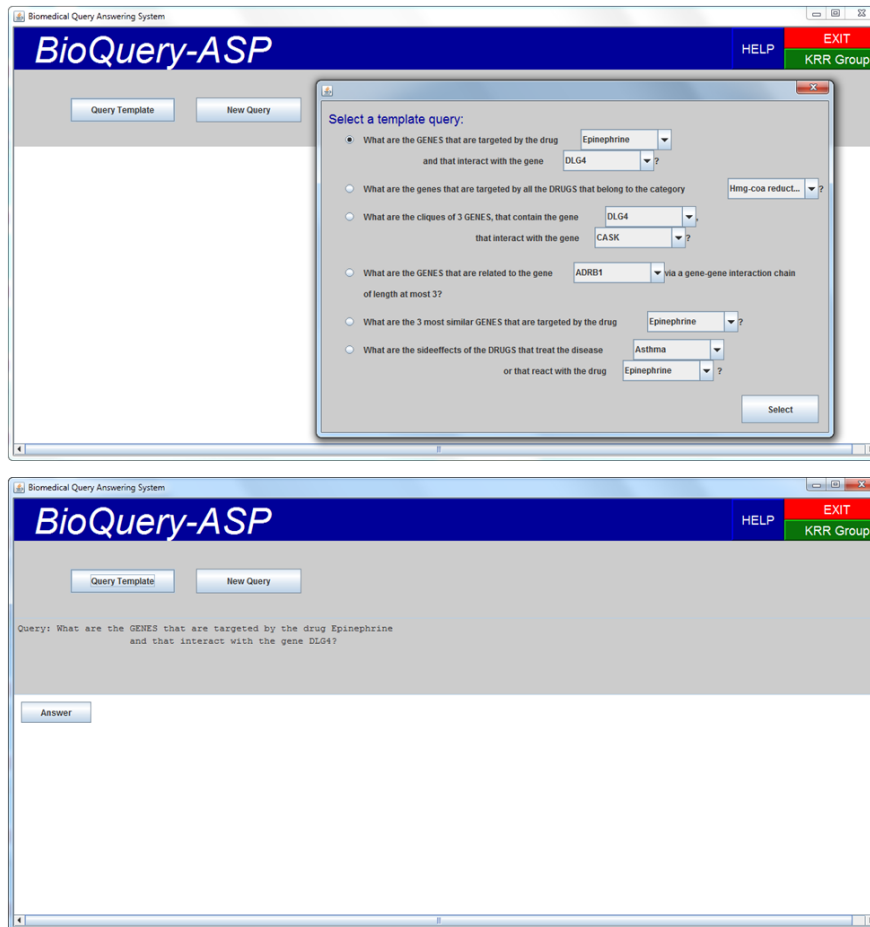 Biomedical Query Answering System
BioQuery-ASP
HELP
EXIT
KRR Group
Query Template
New Query
Select a template query:
What are the GENES that are targeted by the drug Epinephrine
and that interact with the gene DLG4 ?
What are the genes that are targeted by all the DRUGS that belong to the category Hmg-coa reduct... ?
What are the cliques of 3 GENES, that contain the gene DLG4 ,
that interact with the gene CASK ?
What are the GENES that are related to the gene ADRB1 via a gene-gene interaction chain
of length at most 3?
What are the 3 most similar GENES that are targeted by the drug Epinephrine ?
What are the sideeffects of the DRUGS that treat the disease Asthma
or that react with the drug Epinephrine ?
Select
Biomedical Query Answering System
BioQuery-ASP
HELP
EXIT
KRR Group
Query Template
New Query
Query: What are the GENES that are targeted by the drug Epinephrine
and that interact with the gene DLG4?
Answer